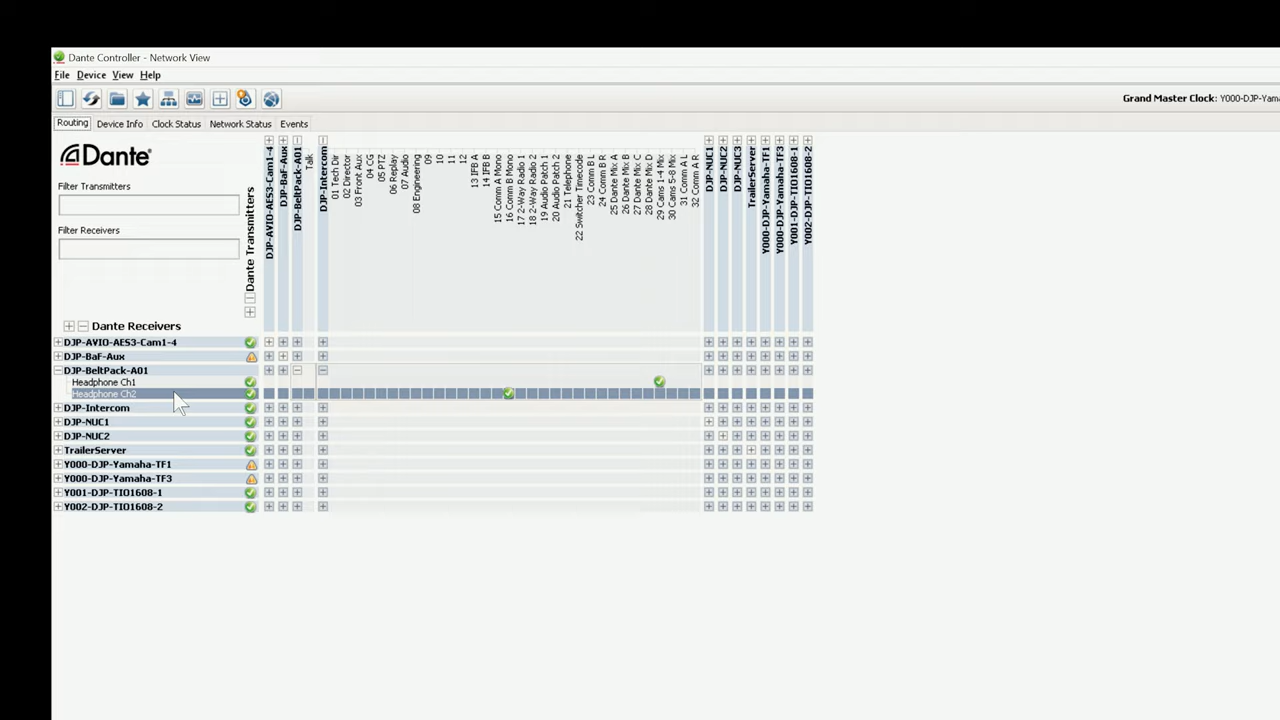 Dante Controller - Network View
File Device View Help
Grand Master Clock: Y000-DJP-Yama
Routing Device Info Clock Status Network Status Events
Dante®
Filter Transmitters
Filter Receivers
Dante Transmitters
DJP-AVIO-AES3-Cam1-4
DJP-BaF-Aux
DJP-BeltPack-A01
Talk
DJP-Intercom
01 Tech Dir
02 Director
03 Front Aux
04 CG
05 PTZ
06 Replay
07 Audio
08 Engineering
09
10
11
12
13 IFB A
14 IFB B
15 Comm A Mono
16 Comm B Mono
17 2-Way Radio 1
18 2-Way Radio 2
19 Audio Patch 1
20 Audio Patch 2
21 Telephone
22 Switcher Timecode
23 Comm B L
24 Comm B R
25 Dante Mix A
26 Dante Mix B
27 Dante Mix C
28 Dante Mix D
29 Cams 1-4 Mix
30 Cams 5-8 Mix
31 Comm A L
32 Comm A R
DJP-NUC1
DJP-NUC2
DJP-NUC3
TrailerServer
Y000-DJP-Yamaha-TF1
Y000-DJP-Yamaha-TF3
Y001-DJP-TIO1608-1
Y002-DJP-TIO1608-2
Dante Receivers
DJP-AVIO-AES3-Cam1-4
DJP-BaF-Aux
DJP-BeltPack-A01
Headphone Ch1
Headphone Ch2
DJP-Intercom
DJP-NUC1
DJP-NUC2
TrailerServer
Y000-DJP-Yamaha-TF1
Y000-DJP-Yamaha-TF3
Y001-DJP-TIO1608-1
Y002-DJP-TIO1608-2